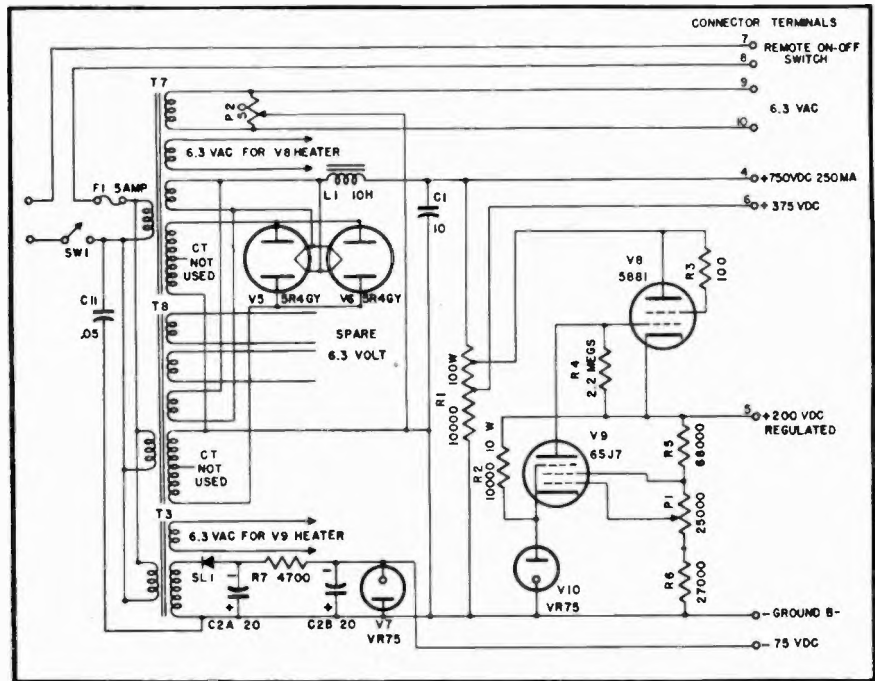 CONNECTOR TERMINALS
7
REMOTE ON-OFF
SWITCH
8
T7
9
P2
50
6.3 VAC
10
6.3 VAC FOR V8 HEATER
F1 5 AMP
L1 10H
4
+750VDC 250MA
C1
10
6
+375 VDC
SW1
CT
NOT
USED
V5 5R4GY
V6 5R4GY
V8
5881
R3
100
C11
.05
T8
SPARE
6.3 VOLT
R4
2.2 MEGS
R1
10000 100W
5
+200 VDC
REGULATED
R2
10000 10 W
V9
6SJ7
R5
68000
CT
NOT
USED
P1
25000
T3
6.3 VAC FOR V9 HEATER
SL1
R7
4700
R6
27000
V10
VR75
-
+
-
+
C2A 20
C2B 20
V7
VR75
- GROUND B-
- 75 VDC